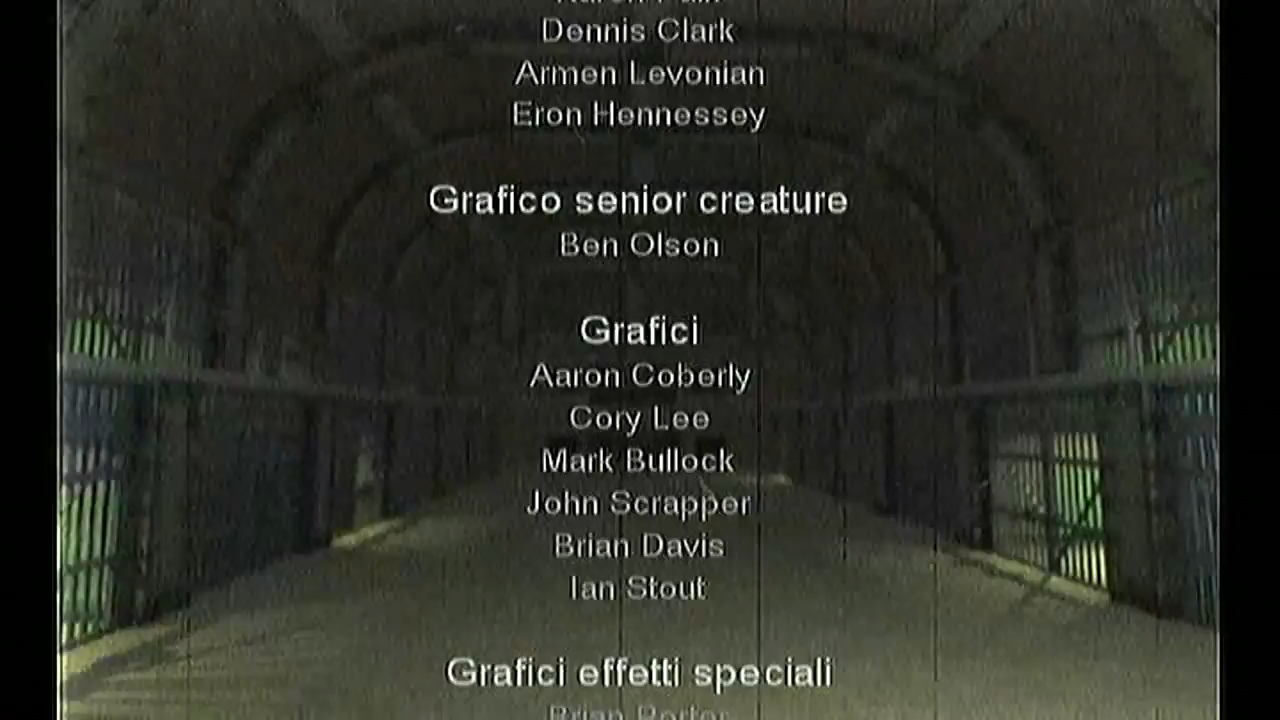 Dennis Clark
Armen Levonian
Eron Hennessey
Grafico senior creature
Ben Olson
Grafici
Aaron Coberly
Cory Lee
Mark Bullock
John Scrapper
Brian Davis
Ian Stout
Grafici effetti speciali